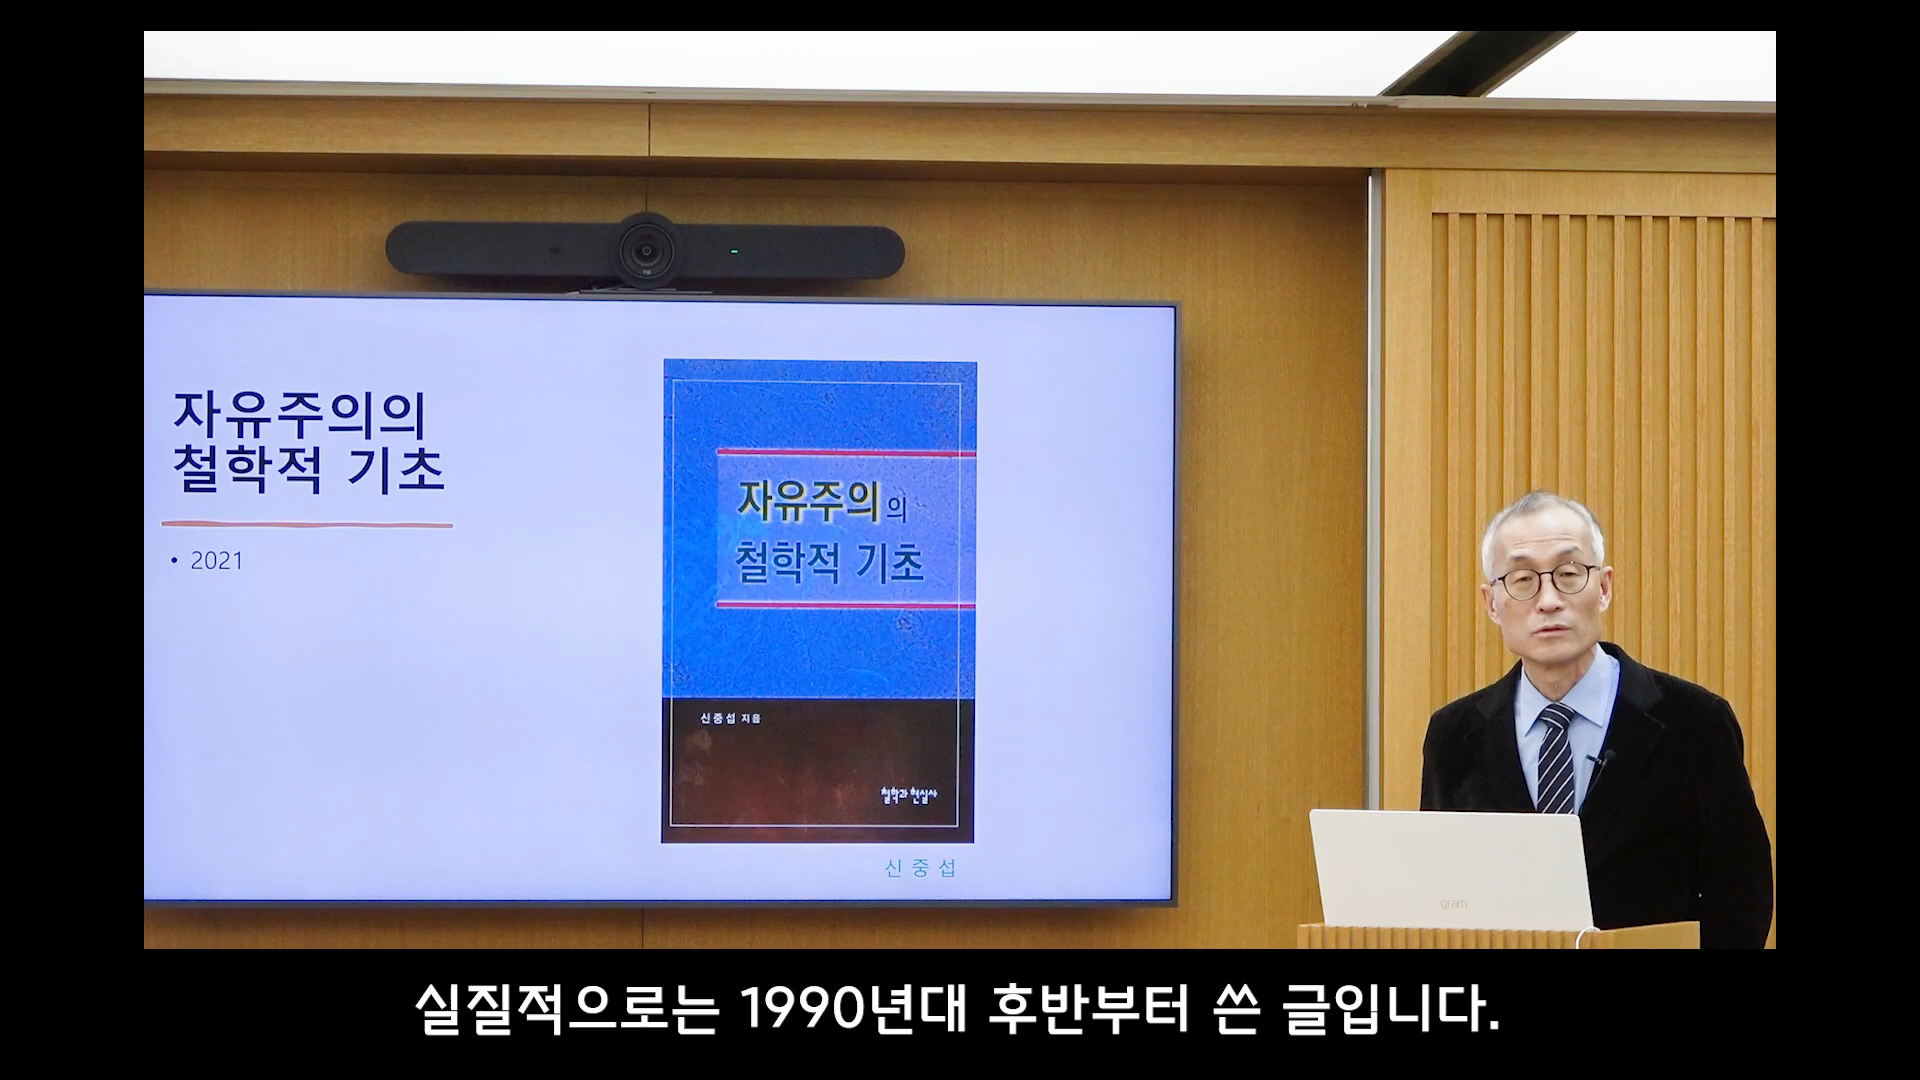 자유주의의
철학적 기초
• 2021
자유주의의
철학적 기초
신중섭 지음
철학과 현실사
신중섭
gram
실질적으로는 1990년대 후반부터 쓴 글입니다.